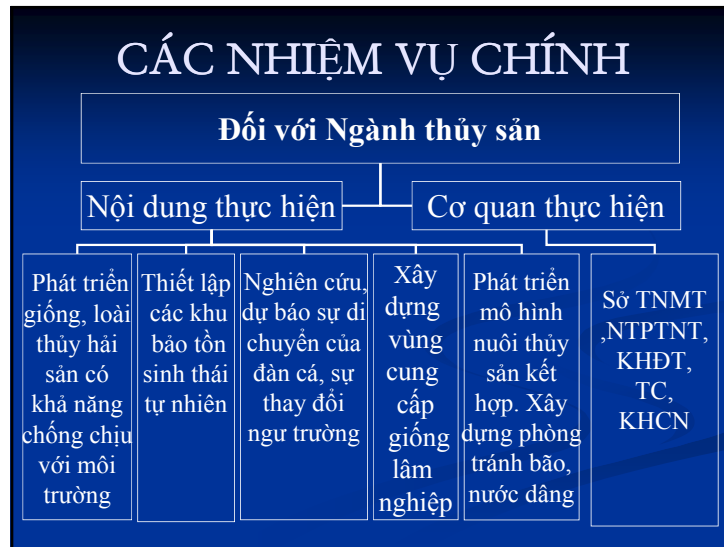 CÁC NHIỆM VỤ CHÍNH
Đối với Ngành thủy sản
Nội dung thực hiện
Cơ quan thực hiện
Phát triển
giống, loài
thủy hải
sản có
khả năng
chống chịu
với môi
trường
Thiết lập
các khu
bảo tồn
sinh thái
tự nhiên
Nghiên cứu,
dự báo sự di
chuyển của
đàn cá, sự
thay đổi
ngư trường
Xây
dựng
vùng
cung
cấp
giống
lâm
nghiệp
Phát triển
mô hình
nuôi thủy
sản kết
hợp. Xây
dựng phòng
tránh bão,
nước dâng
Sở TNMT
,NTPTNT,
KHĐT,
TC,
KHCN